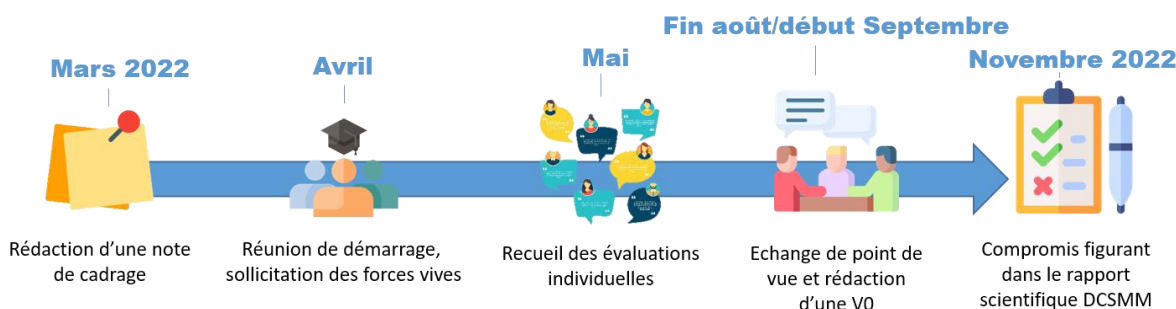 Mars 2022
Avril
Mai
Fin août/début Septembre
Novembre 2022
Rédaction d’une note
de cadrage
Réunion de démarrage,
sollicitation des forces vives
Recueil des évaluations
individuelles
Echange de point de
vue et rédaction
d’une V0
Compromis figurant
dans le rapport
scientifique DCSMM